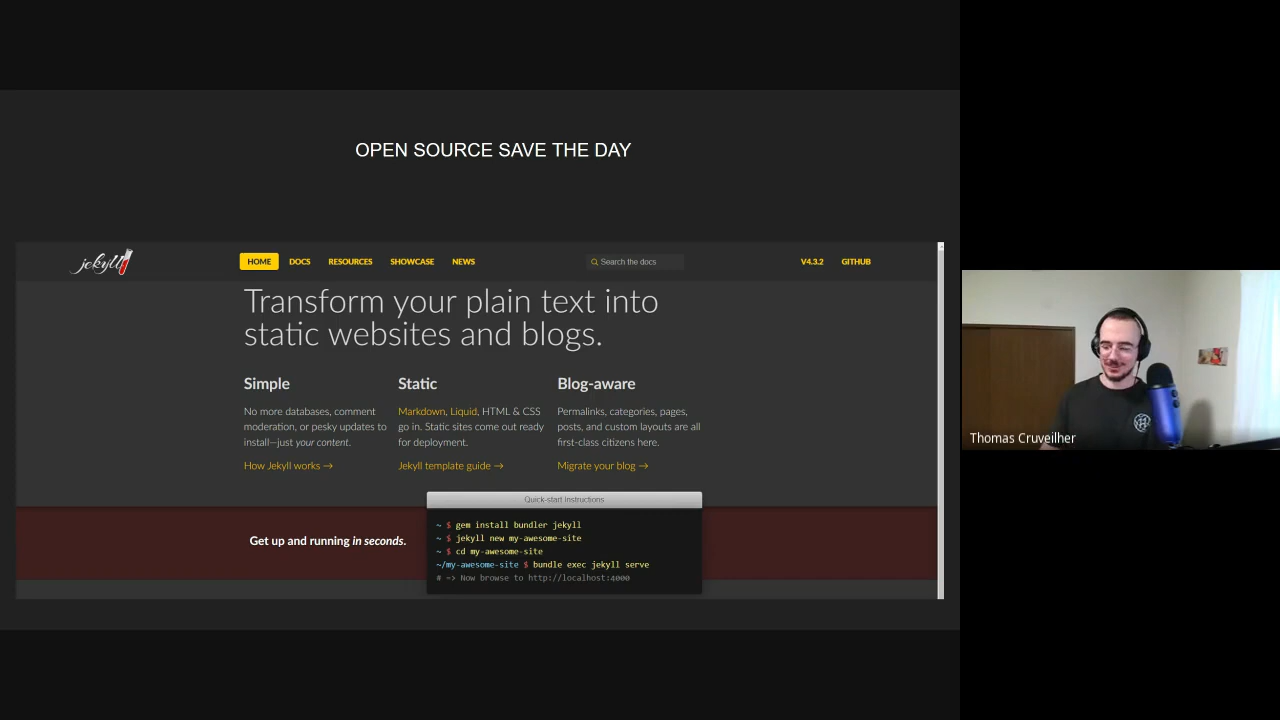 OPEN SOURCE SAVE THE DAY
jekyll
HOME DOCS RESOURCES SHOWCASE NEWS Search the docs V4.3.2 GITHUB
Transform your plain text into
static websites and blogs.
Simple
No more databases, comment
moderation, or pesky updates to
install—just your content.
How Jekyll works →
Static
Markdown, Liquid, HTML & CSS
go in. Static sites come out ready
for deployment.
Jekyll template guide →
Blog-aware
Permalinks, categories, pages,
posts, and custom layouts are all
first-class citizens here.
Migrate your blog →
Get up and running in seconds.
Quick-start Instructions
~ $ gem install bundler jekyll
~ $ jekyll new my-awesome-site
~ $ cd my-awesome-site
~/my-awesome-site $ bundle exec jekyll serve
# => Now browse to http://localhost:4000
Thomas Cruveilher